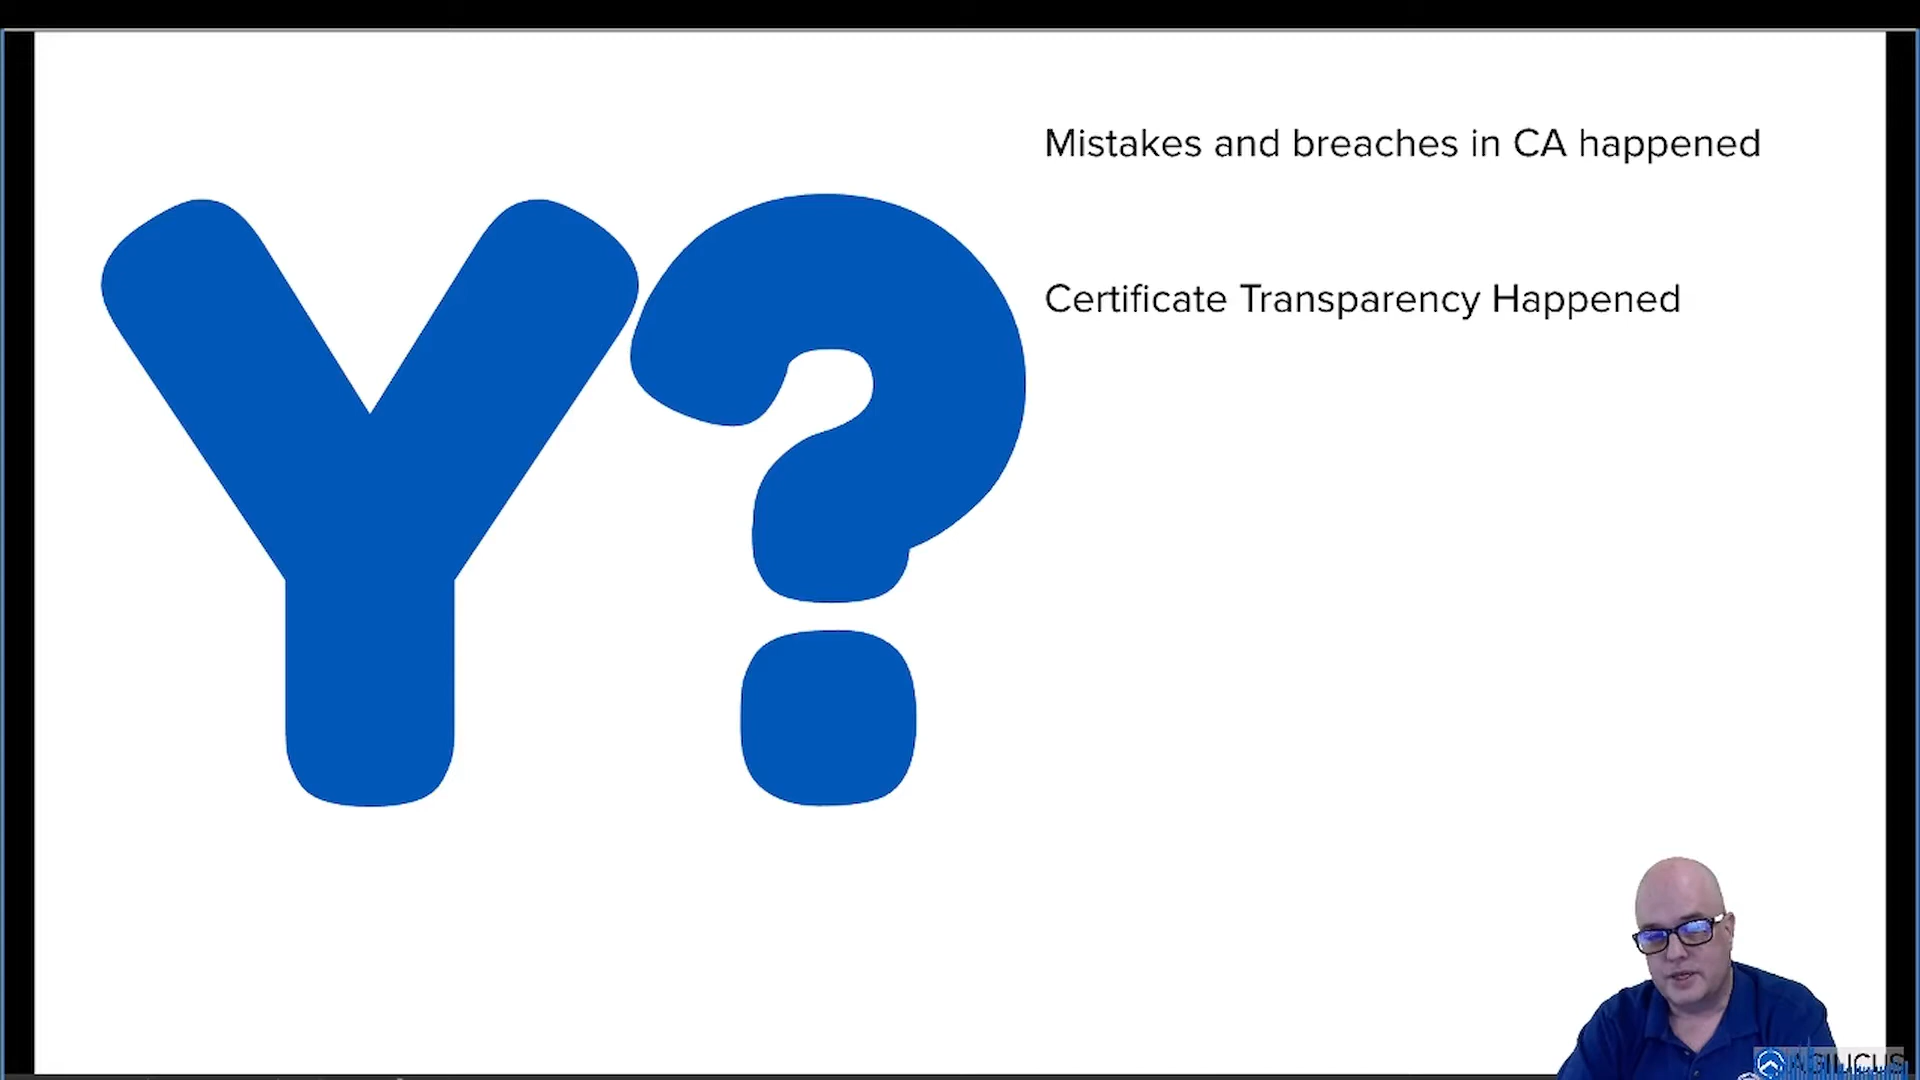 Y?
Mistakes and breaches in CA happened
Certificate Transparency Happened